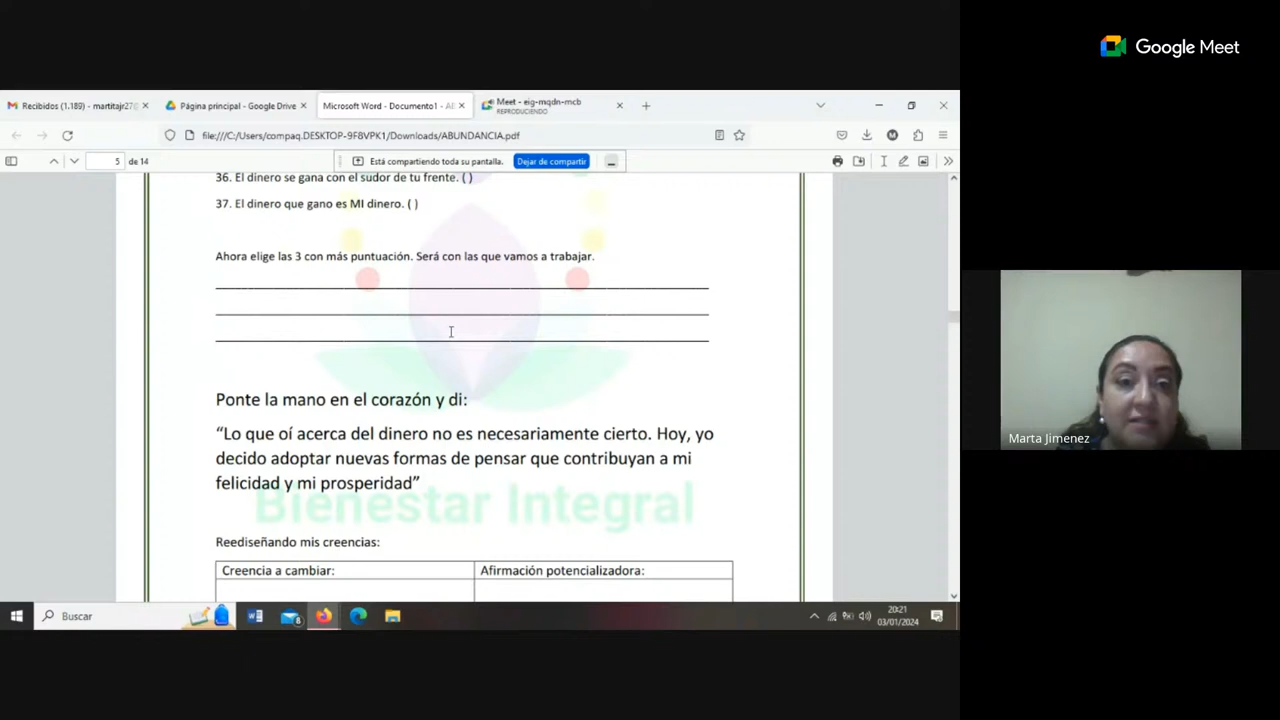 Google Meet
Recibidos (1.189) - martitajr27@
Página principal - Google Drive
Microsoft Word - Documento1 - AB
Meet - eig-mqdn-mcb
REPRODUCIENDO
file:///C:/Users/compaq.DESKTOP-9F8VPK1/Downloads/ABUNDANCIA.pdf
5 de 14
Está compartiendo toda su pantalla.
Dejar de compartir
36. El dinero se gana con el sudor de tu frente. ( )
37. El dinero que gano es MI dinero. ( )
Ahora elige las 3 con más puntuación. Será con las que vamos a trabajar.
Ponte la mano en el corazón y di:
“Lo que oí acerca del dinero no es necesariamente cierto. Hoy, yo
decido adoptar nuevas formas de pensar que contribuyan a mi
felicidad y mi prosperidad”
Bienestar Integral
Reediseñando mis creencias:
Creencia a cambiar:
Afirmación potencializadora:
Marta Jimenez
Buscar
8
20:21
03/01/2024